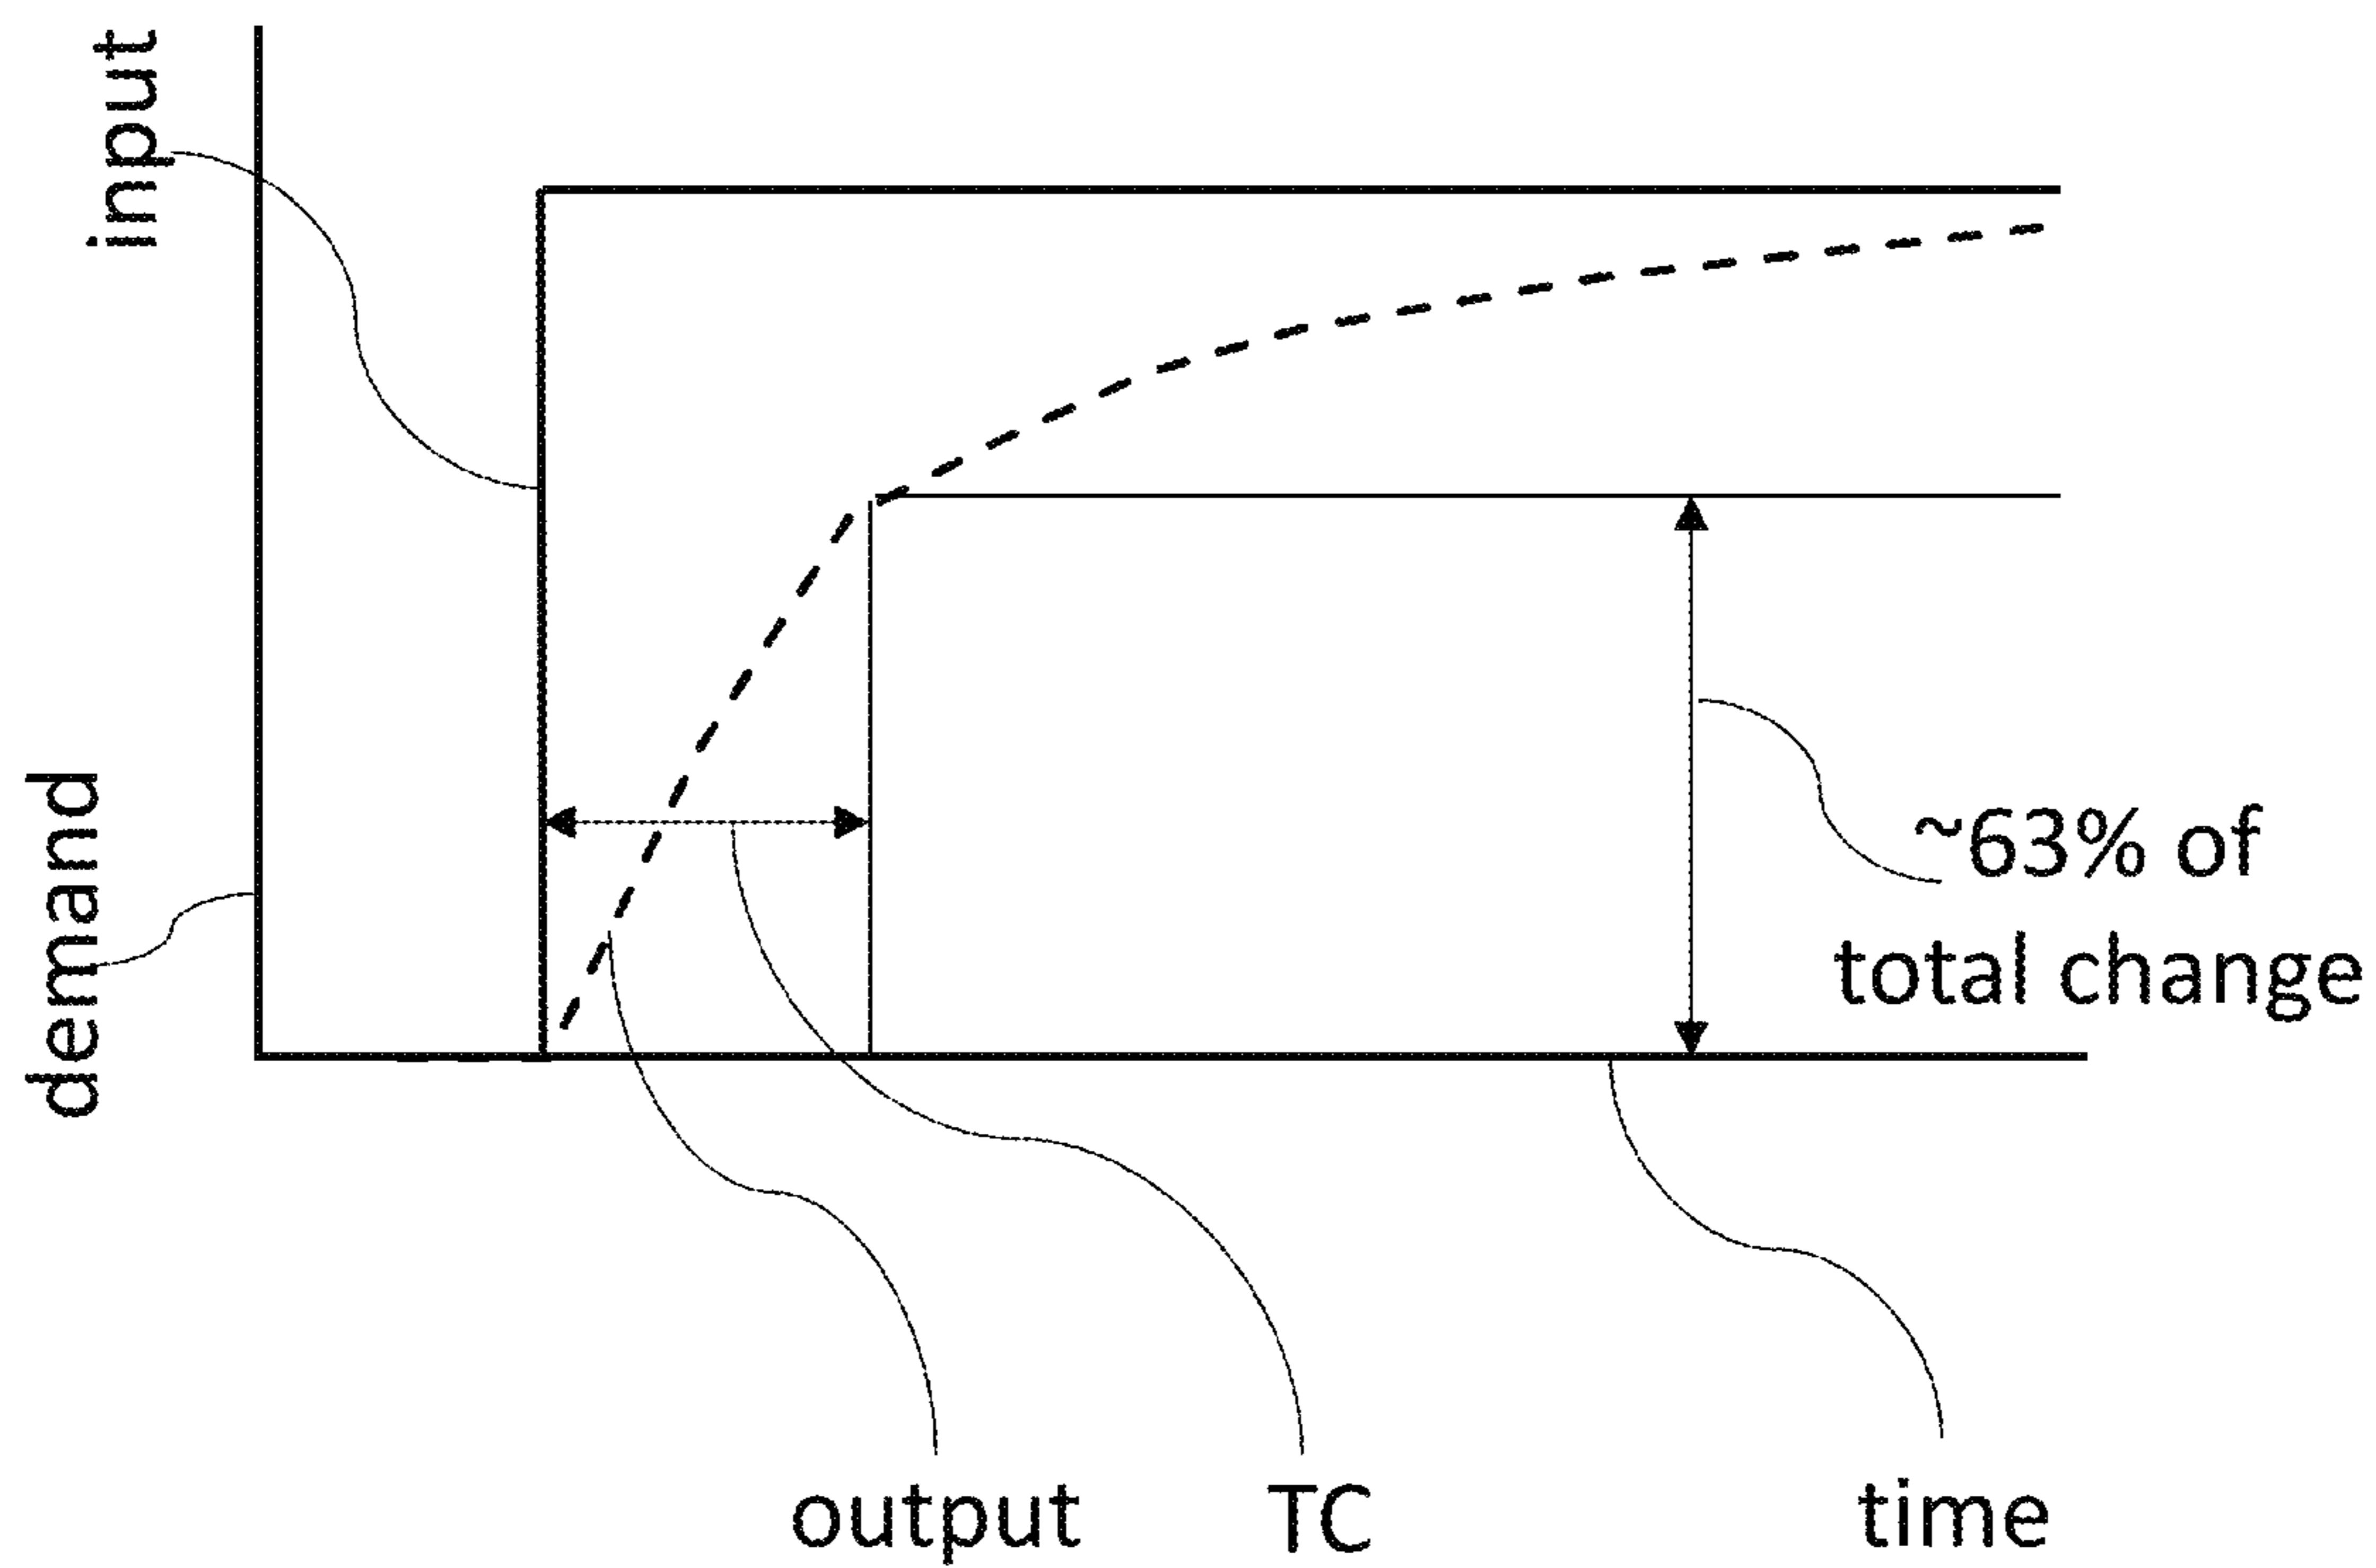 input
demand
~63% of
total change
output
TC
time